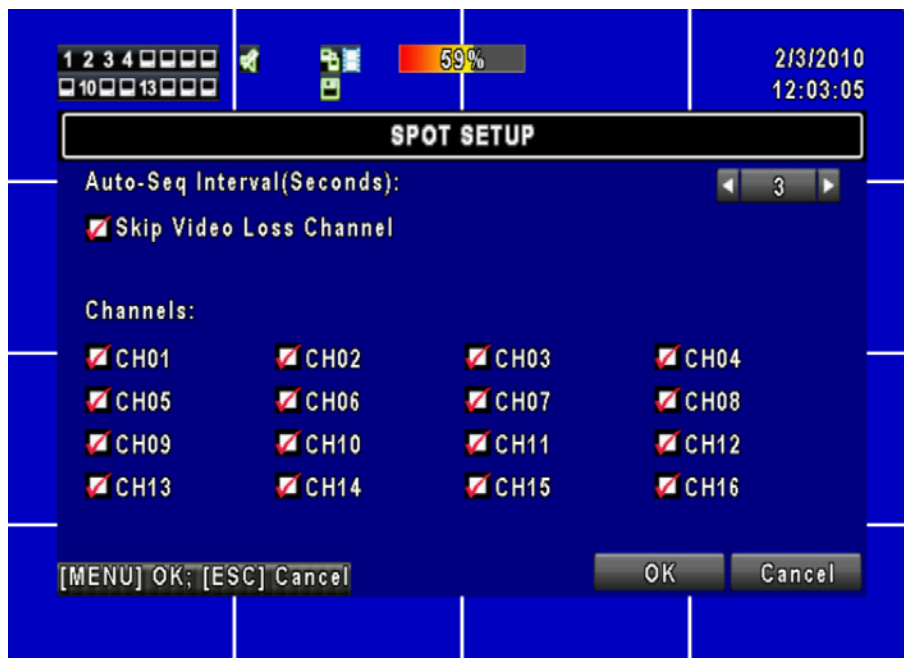 1 2 3 4
10 13
59%
2/3/2010
12:03:05
SPOT SETUP
Auto-Seq Interval(Seconds):
3
Skip Video Loss Channel
Channels:
CH01 CH02 CH03 CH04
CH05 CH06 CH07 CH08
CH09 CH10 CH11 CH12
CH13 CH14 CH15 CH16
[MENU] OK; [ESC] Cancel
OK Cancel